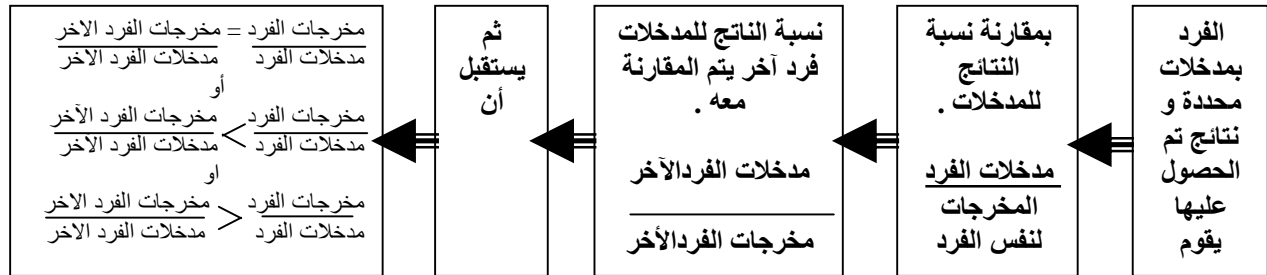 الفرد
بمدخلات
محددة و
نتائج تم
الحصول
عليها
يقوم
بمقارنة نسبة
النتائج
للمدخلات .
مدخلات الفرد
المخرجات
لنفس الفرد
نسبة الناتج للمدخلات
فرد آخر يتم المقارنة
معه .
مدخلات الفردالآخر
مخرجات الفردالأخر
ثم
يستقبل
أن
مخرجات الفرد = مخرجات الفرد الاخر
مدخلات الفرد مدخلات الفرد الاخر
أو
مخرجات الفرد < مخرجات الفرد الآخر
مدخلات الفرد مدخلات الفرد الآخر
او
مخرجات الفرد > مخرجات الفرد الاخر
مدخلات الفرد مدخلات الفرد الاخر